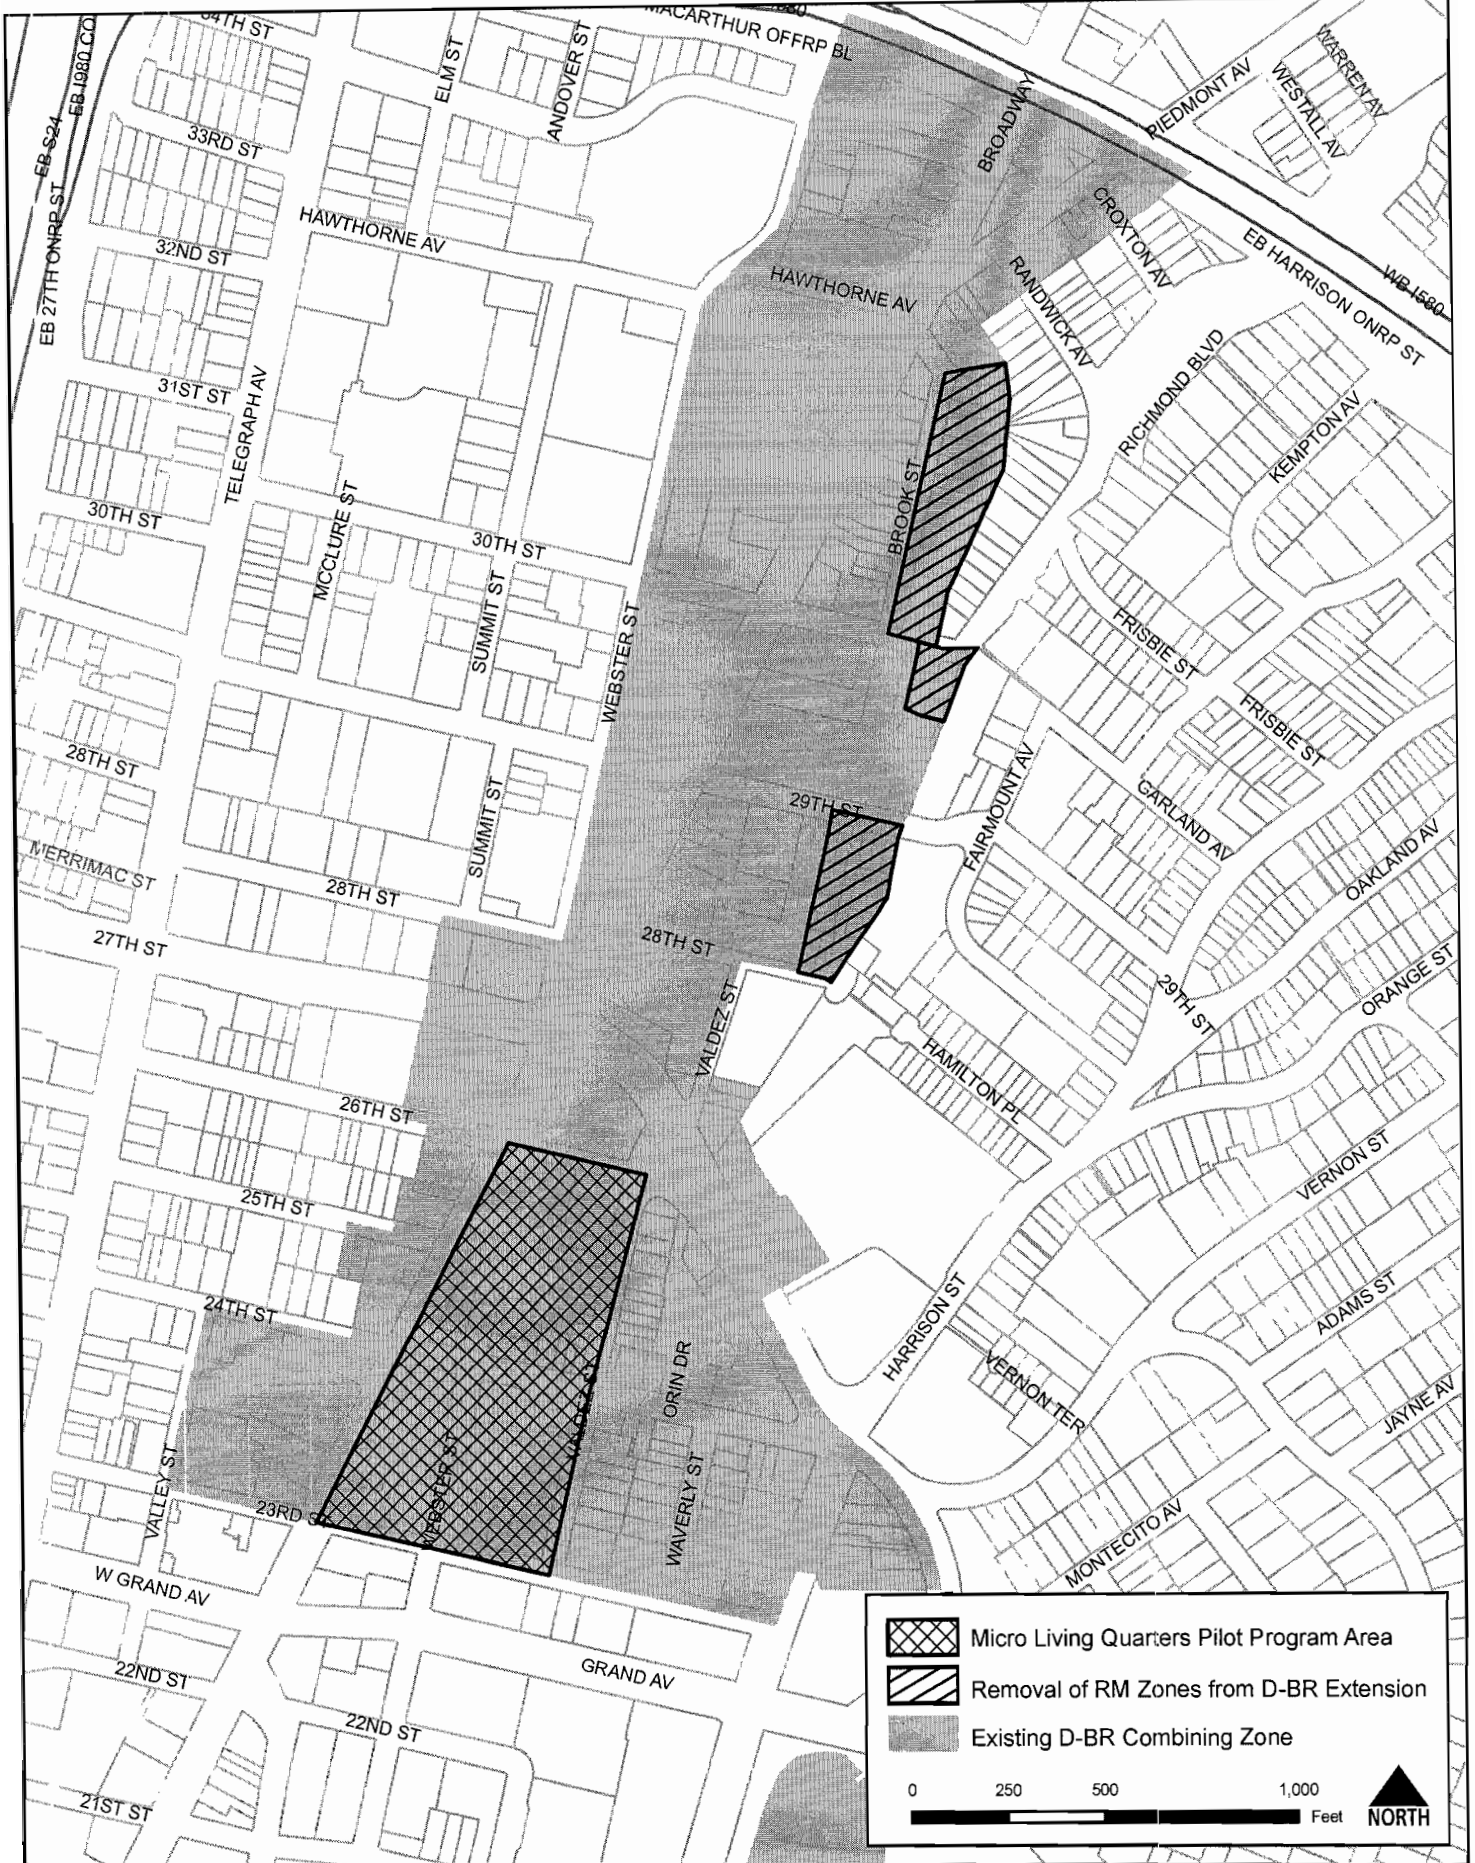 34TH ST
EB I980 CO
ELM ST
ANDOVER ST
MACARTHUR OFFRP BL
BROADWAY
PIEDMONT AV
WESTALL AV
WARREN AV
EB S24
33RD ST
EB 27TH ONRP ST
HAWTHORNE AV
32ND ST
HAWTHORNE AV
CROXTON AV
RANDWICK AV
EB HARRISON ONRP ST
WB I580
31ST ST
TELEGRAPH AV
RICHMOND BLVD
KEMPTON AV
BROOK ST
30TH ST
MCCLURE ST
30TH ST
SUMMIT ST
WEBSTER ST
FRISBIE ST
FRISBIE ST
28TH ST
SUMMIT ST
29TH ST
FAIRMOUNT AV
GARLAND AV
OAKLAND AV
MERRIMAC ST
28TH ST
27TH ST
28TH ST
VALDEZ ST
29TH ST
ORANGE ST
HAMILTON PL
26TH ST
25TH ST
VERNON ST
24TH ST
HARRISON ST
ADAMS ST
VALDEZ ST
ORIN DR
VERNON TER
JAYNE AV
VALLEY ST
23RD ST
WEBSTER ST
WAVERLY ST
MONTECITO AV
W GRAND AV
GRAND AV
22ND ST
22ND ST
21ST ST
Micro Living Quarters Pilot Program Area
Removal of RM Zones from D-BR Extension
Existing D-BR Combining Zone
0 250 500 1,000
Feet
NORTH